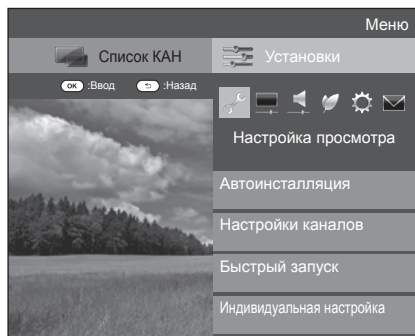 Меню
Список КАН
Установки
OK :Ввод :Назад
Настройка просмотра
Автоинсталляция
Настройки каналов
Быстрый запуск
Индивидуальная настройка